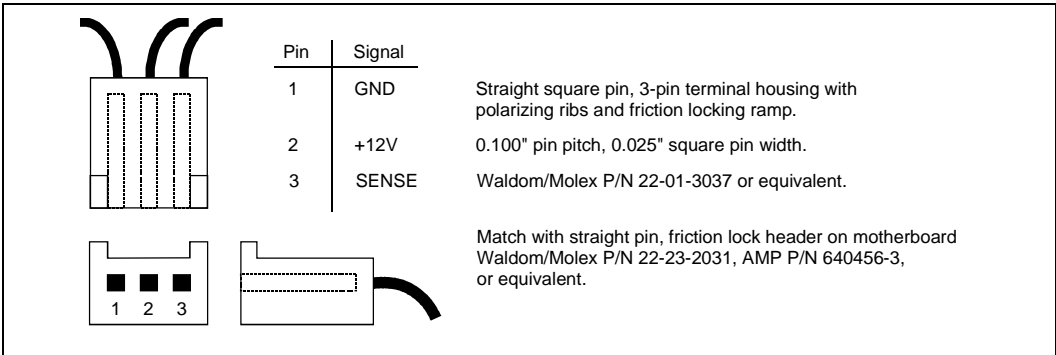 Pin Signal
1 GND
Straight square pin, 3-pin terminal housing with
polarizing ribs and friction locking ramp.
2 +12V
0.100" pin pitch, 0.025" square pin width.
3 SENSE
Waldom/Molex P/N 22-01-3037 or equivalent.
Match with straight pin, friction lock header on motherboard
Waldom/Molex P/N 22-23-2031, AMP P/N 640456-3,
or equivalent.
1 2 3